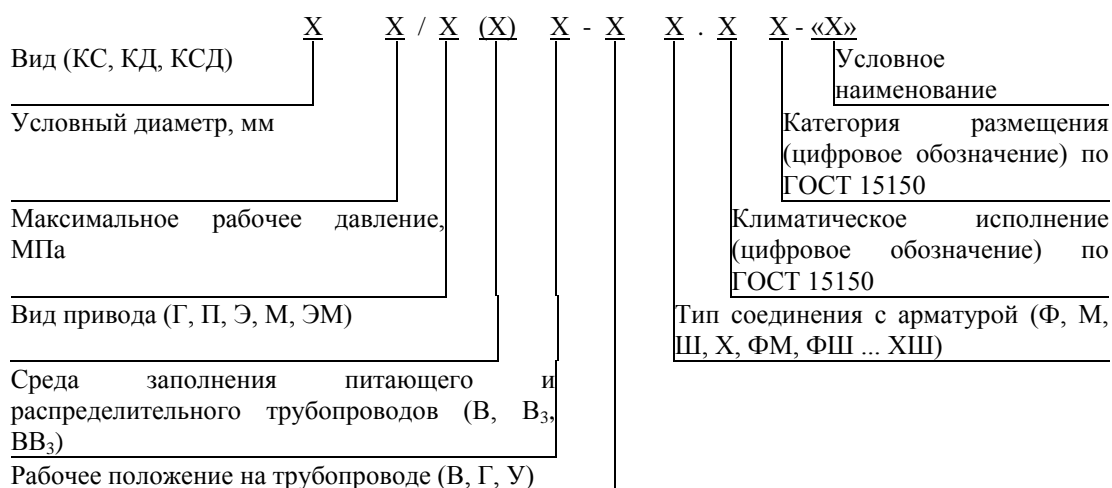 X X / X (X) X - X X . X X - «X»
Вид (КС, КД, КСД)
Условное
наименование
Условный диаметр, мм
Категория размещения
(цифровое обозначение) по
ГОСТ 15150
Максимальное рабочее давление,
МПа
Климатическое исполнение
(цифровое обозначение) по
ГОСТ 15150
Вид привода (Г, П, Э, М, ЭМ)
Тип соединения с арматурой (Ф, М,
Ш, Х, ФМ, ФШ ... ХШ)
Среда заполнения питающего и
распределительного трубопроводов (В, В₃,
ВВ₃)
Рабочее положение на трубопроводе (В, Г, У)